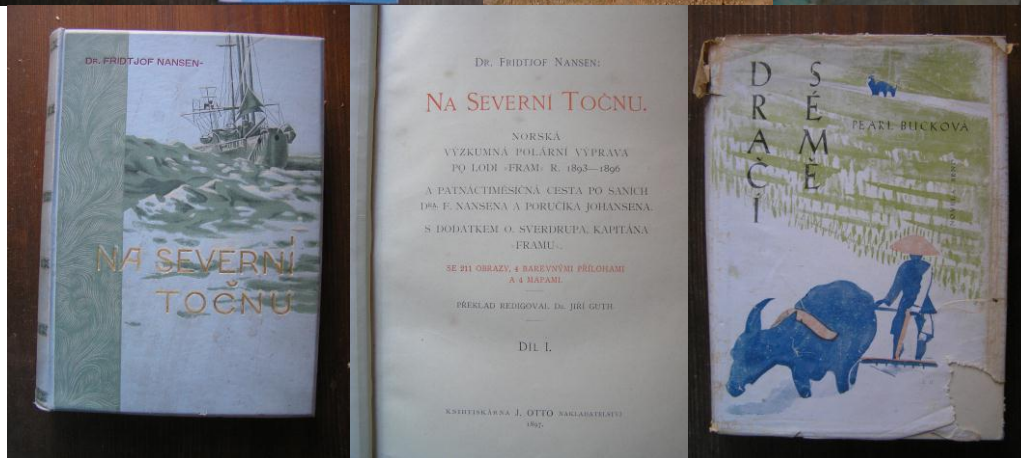 Dr. FRIDTJOF NANSEN-
NA SEVERNÍ
TOČNU
Dr. Fridtjof Nansen:
Na Severní Točnu.
NORSKÁ
VÝZKUMNÁ POLÁRNÍ VÝPRAVA
PO LODI »FRAM« R. 1893—1896
A PATNÁCTIMĚSÍČNÁ CESTA PO SANÍCH
DRA. F. NANSENA A PORUČÍKA JOHANSENA.
S DODATKEM O. SVERDRUPA, KAPITÁNA
»FRAMU«.
SE 211 OBRAZY, 4 BAREVNÝMI PŘÍLOHAMI
A 4 MAPAMI.
PŘEKLAD REDIGOVAL Dr. JIŘÍ GUTH
Díl I.
KNIHTISKÁRNA J. OTTO NAKLADATELSTVÍ
1897.
DRAČÍ
SÉMĚ
PEARL BUCKOVÁ